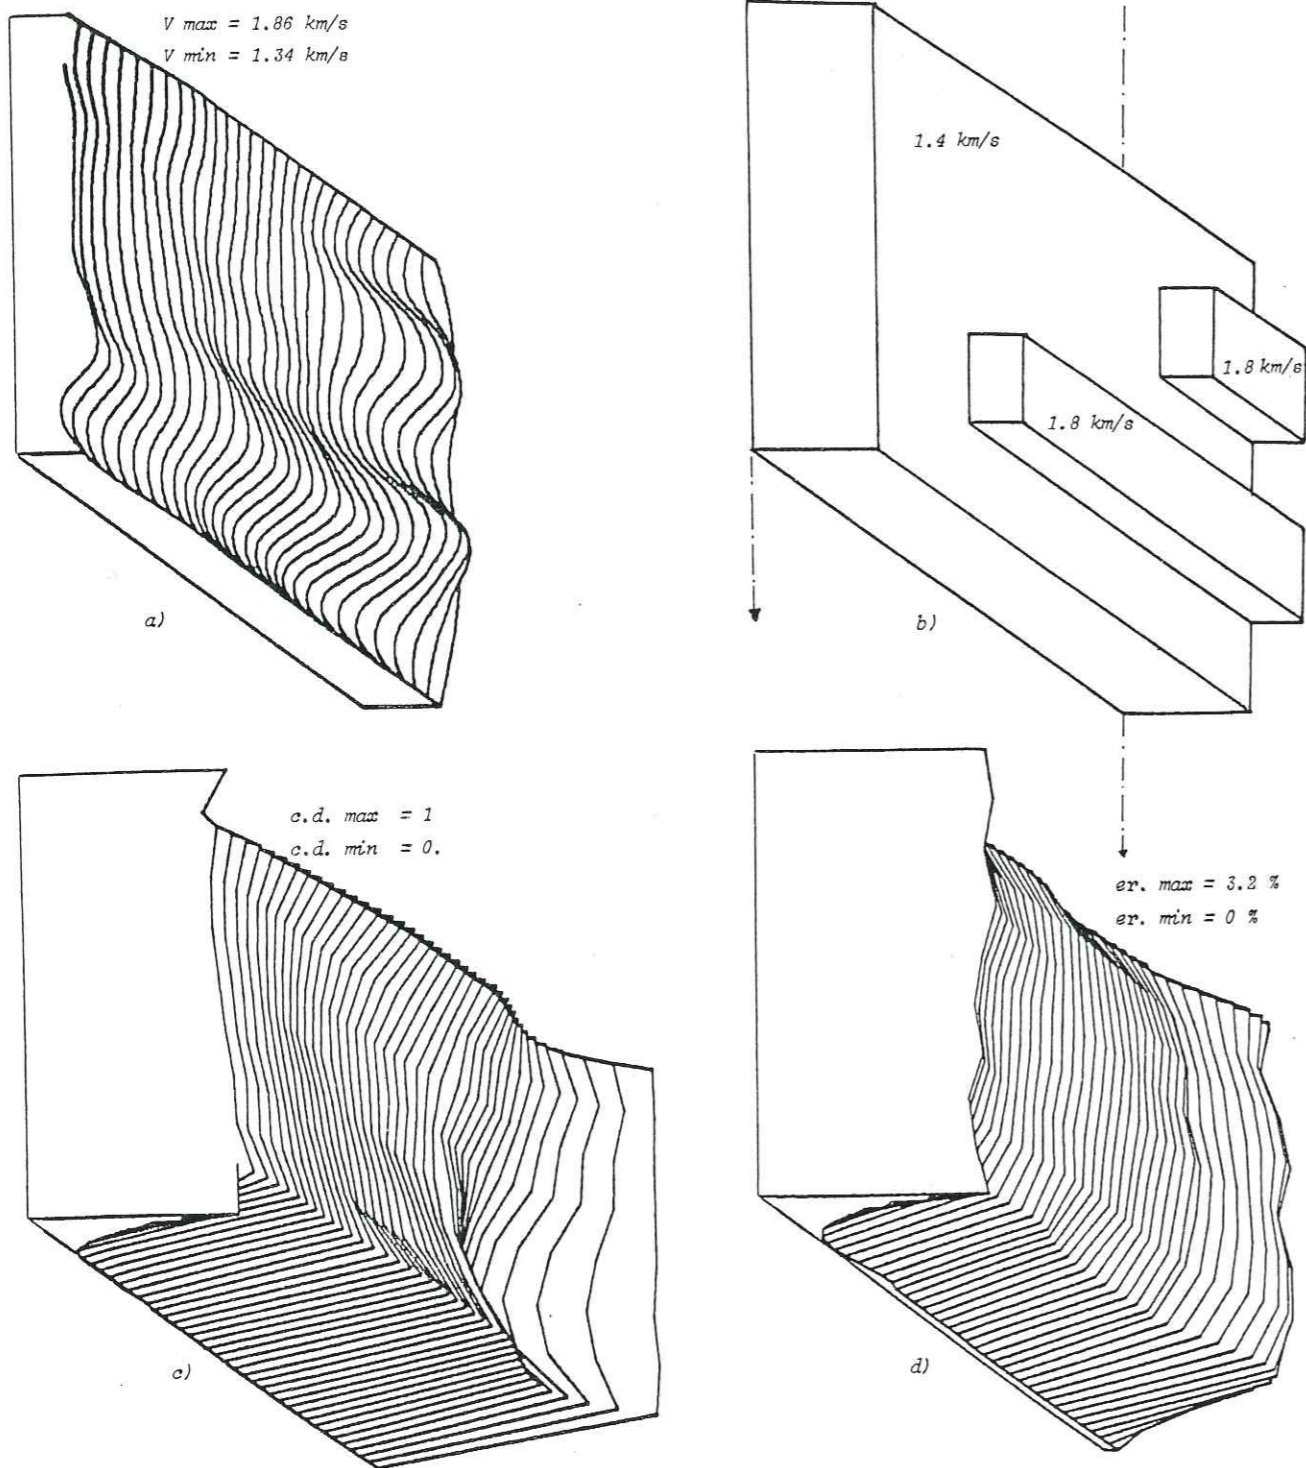 V max = 1.86 km/s
V min = 1.34 km/s
1.4 km/s
1.8 km/s
1.8 km/s
a)
b)
c.d. max = 1
c.d. min = 0.
er. max = 3.2 %
er. min = 0 %
c)
d)